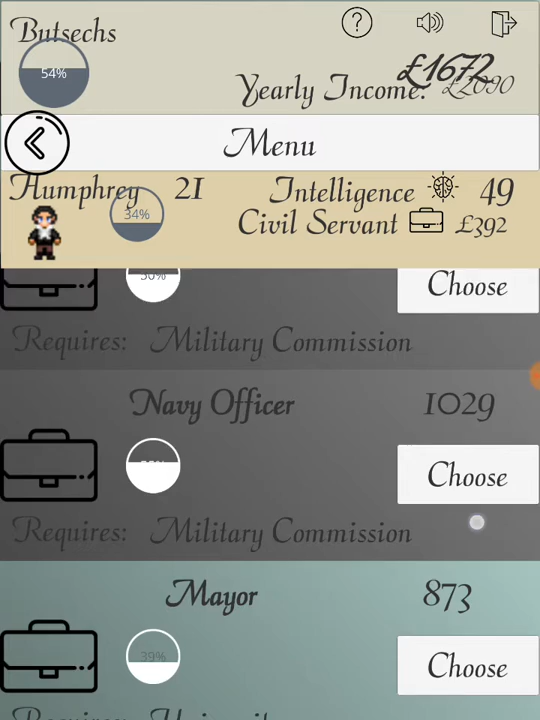 Butsechs
?
54%
£1672
Yearly Income: £2090
Menu
Humphrey 21 Intelligence 49
34%
Civil Servant £392
Choose
Requires: Military Commission
Navy Officer 1029
Choose
Requires: Military Commission
Mayor 873
39%
Choose